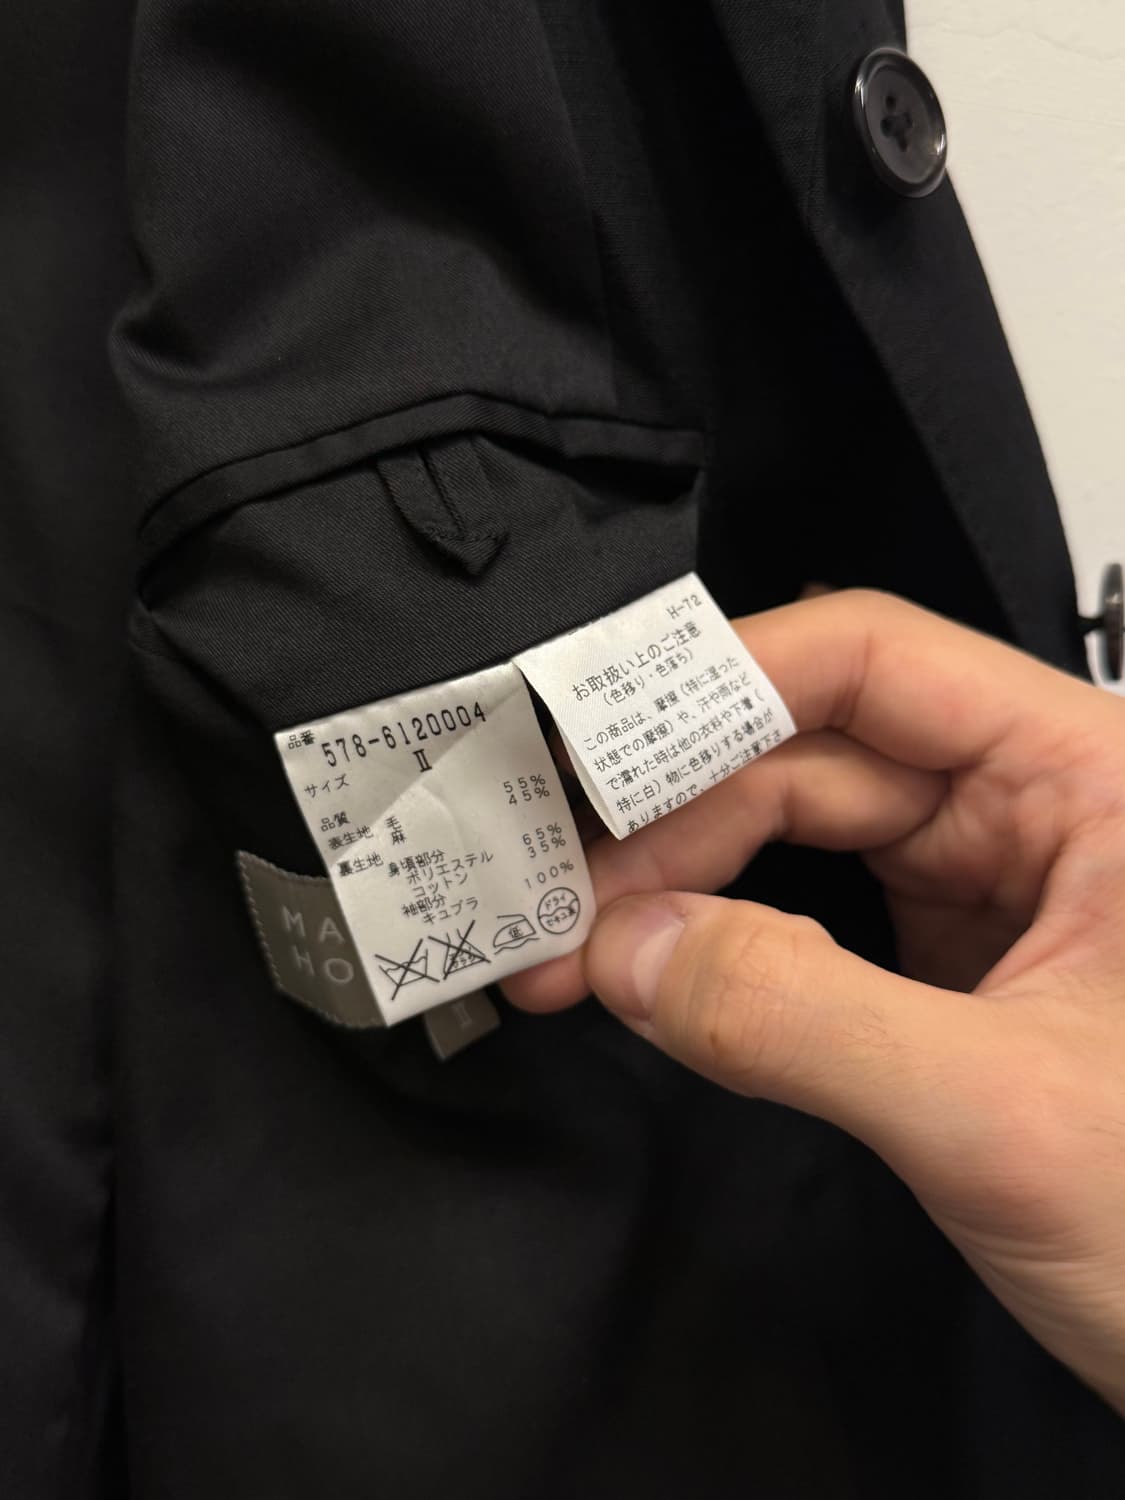 品番 578-6120004
サイズ Ⅱ
品質
表生地 毛 55%
麻 45%
裏生地 身頃部分
ポリエステル 65%
コットン 35%
袖部分
キュプラ 100%
低
ドライ
セキユ系
H-72
お取扱い上のご注意
(色移り・色落ち)
この商品は、摩擦(特に湿った
状態での摩擦)や、汗や雨など
で濡れた時は他の衣料や下着(
特に白)物に色移りする場合が
ありますので、十分ご注意下さ
MA
HO
Ⅱ